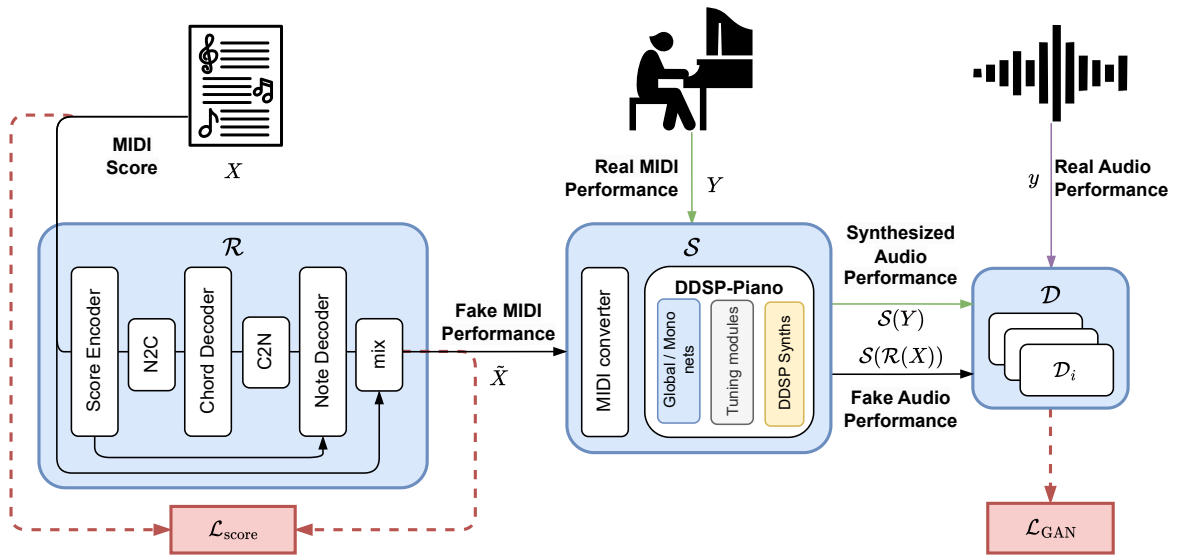 MIDI
Score
X
Real MIDI
Performance
Y
y
Real Audio
Performance
R
Score Encoder
N2C
Chord Decoder
C2N
Note Decoder
mix
Fake MIDI
Performance
X̃
S
MIDI converter
DDSP-Piano
Global / Mono
nets
Tuning modules
DDSP Synths
Synthesized
Audio
Performance
S(Y)
S(R(X))
Fake Audio
Performance
D
D_i
L_score
L_GAN